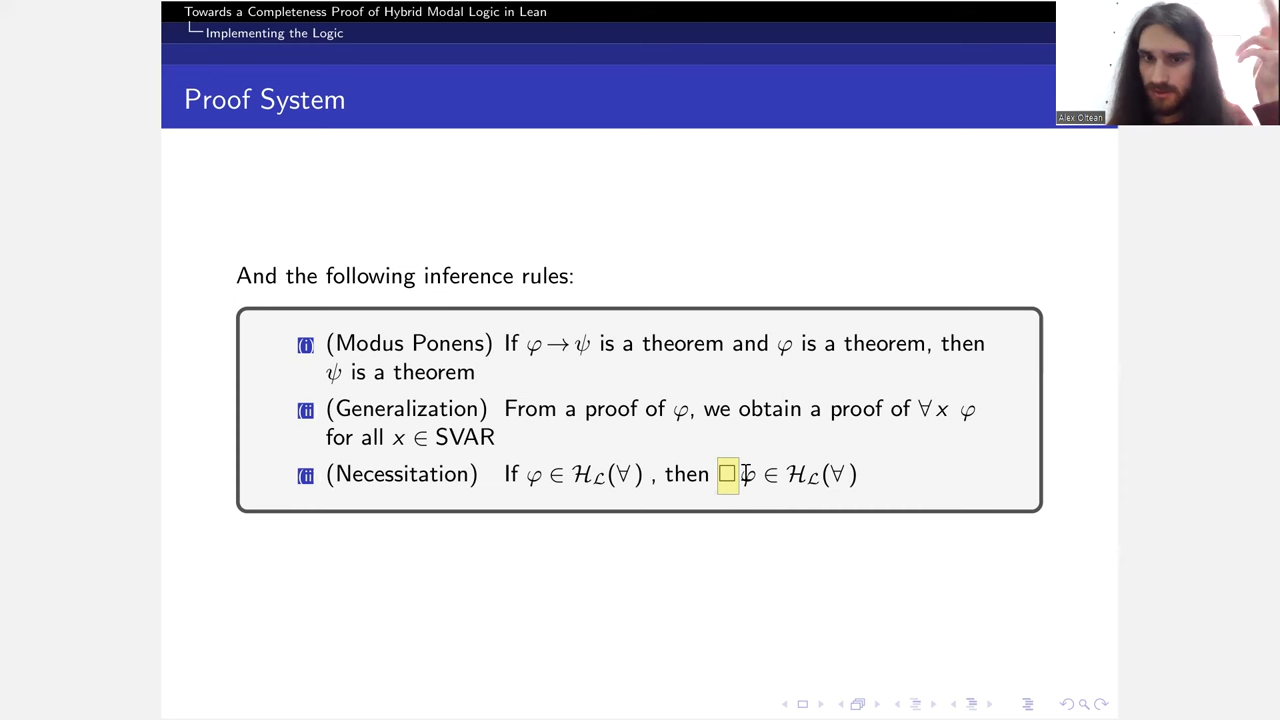 Towards a Completeness Proof of Hybrid Modal Logic in Lean
Implementing the Logic
Proof System
Alex Oltean
And the following inference rules:
(i) (Modus Ponens) If φ → ψ is a theorem and φ is a theorem, then
ψ is a theorem
(ii (Generalization) From a proof of φ, we obtain a proof of ∀x φ
for all x ∈ SVAR
(ii (Necessitation) If φ ∈ ℋ_ℒ(∀) , then □φ ∈ ℋ_ℒ(∀)